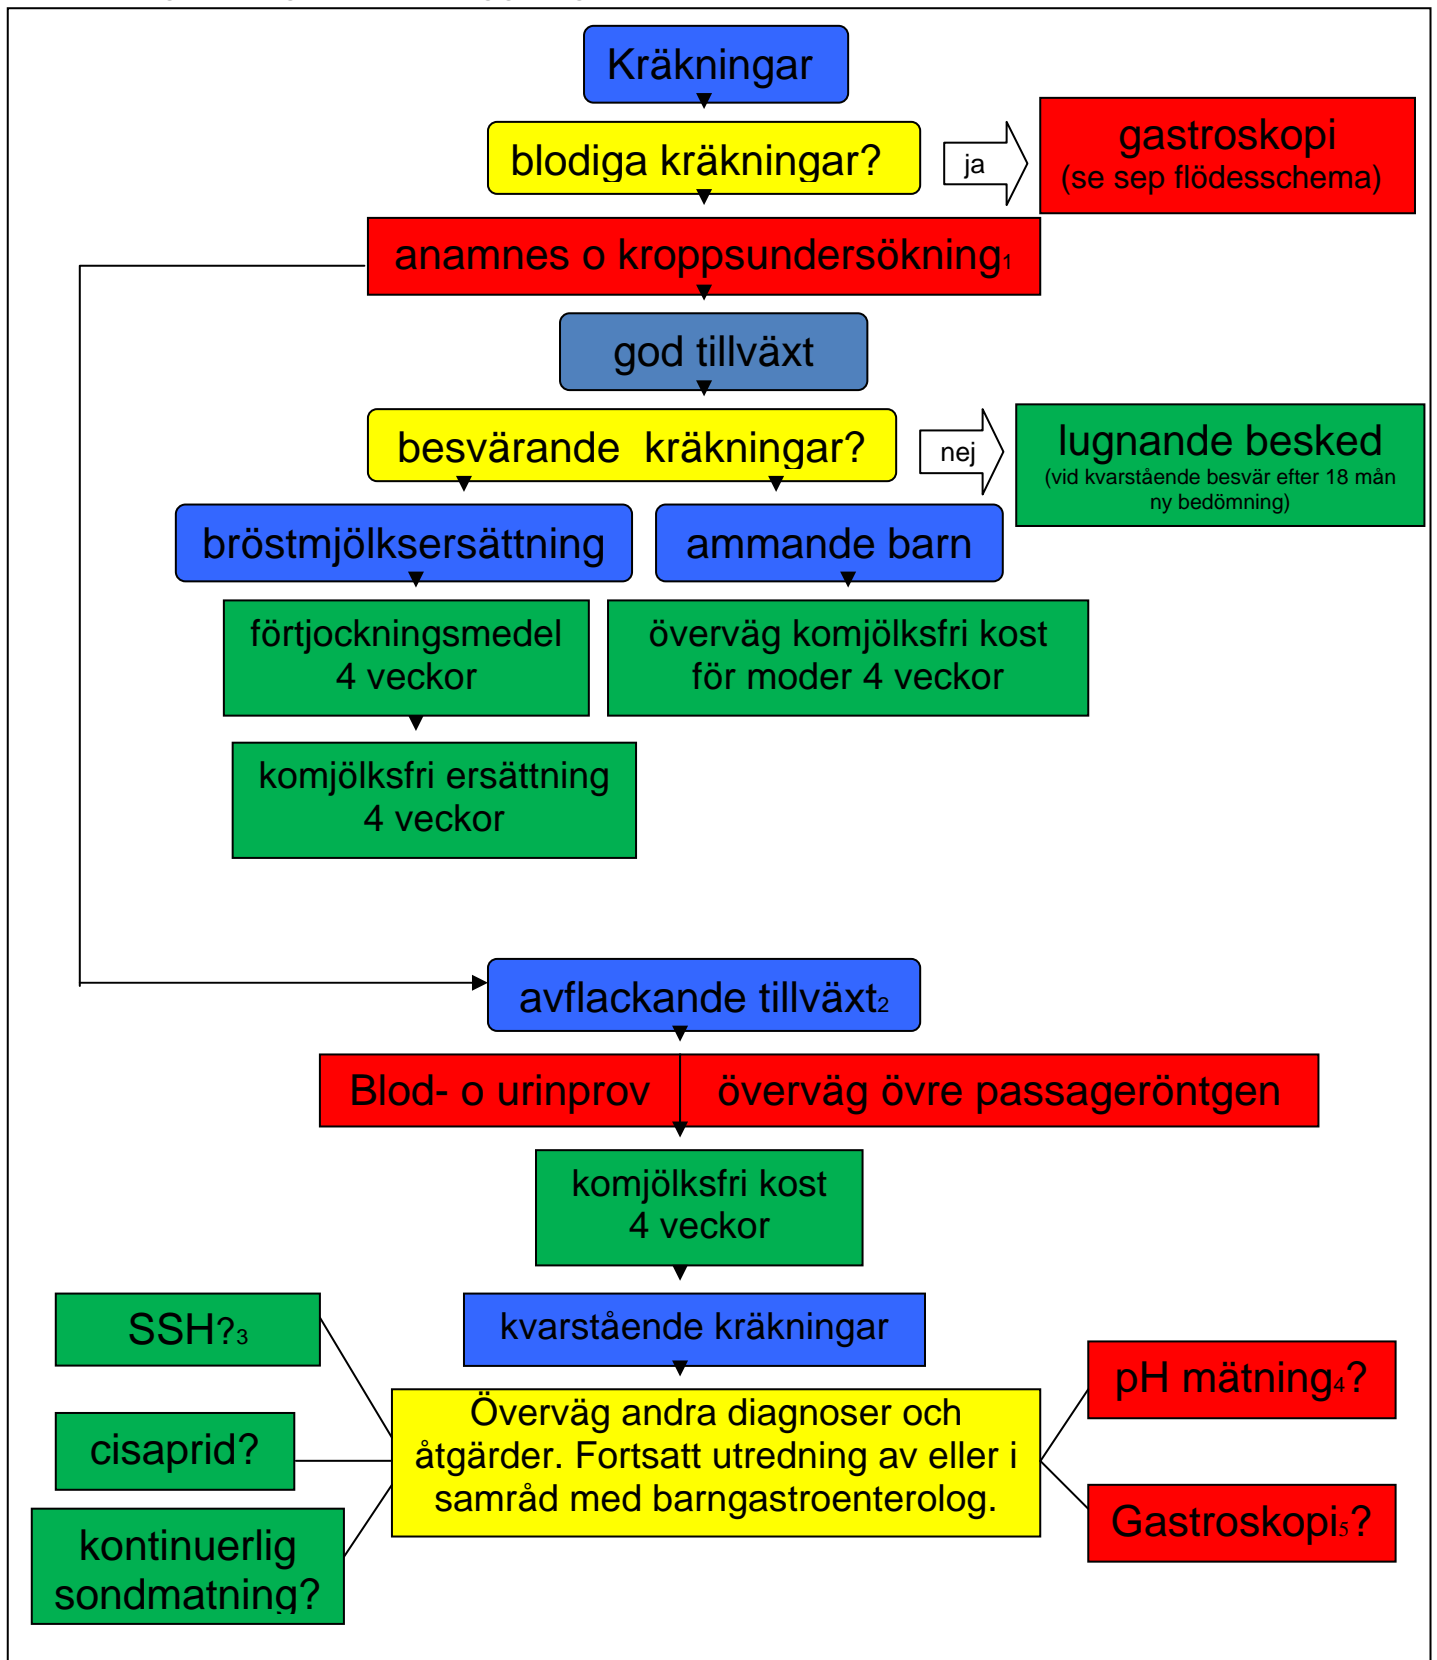 Kräkningar
blodiga kräkningar?
ja
gastroskopi
(se sep flödesschema)
anamnes o kroppsundersökning1
god tillväxt
besvärande kräkningar?
nej
lugnande besked
(vid kvarstående besvär efter 18 mån
ny bedömning)
bröstmjölksersättning
ammande barn
förtjockningsmedel
4 veckor
överväg komjölksfri kost
för moder 4 veckor
komjölksfri ersättning
4 veckor
avflackande tillväxt2
Blod- o urinprov
överväg övre passageröntgen
komjölksfri kost
4 veckor
kvarstående kräkningar
SSH?3
cisaprid?
kontinuerlig
sondmatning?
Överväg andra diagnoser och
åtgärder. Fortsatt utredning av eller i
samråd med barngastroenterolog.
pH mätning4?
Gastroskopi5?